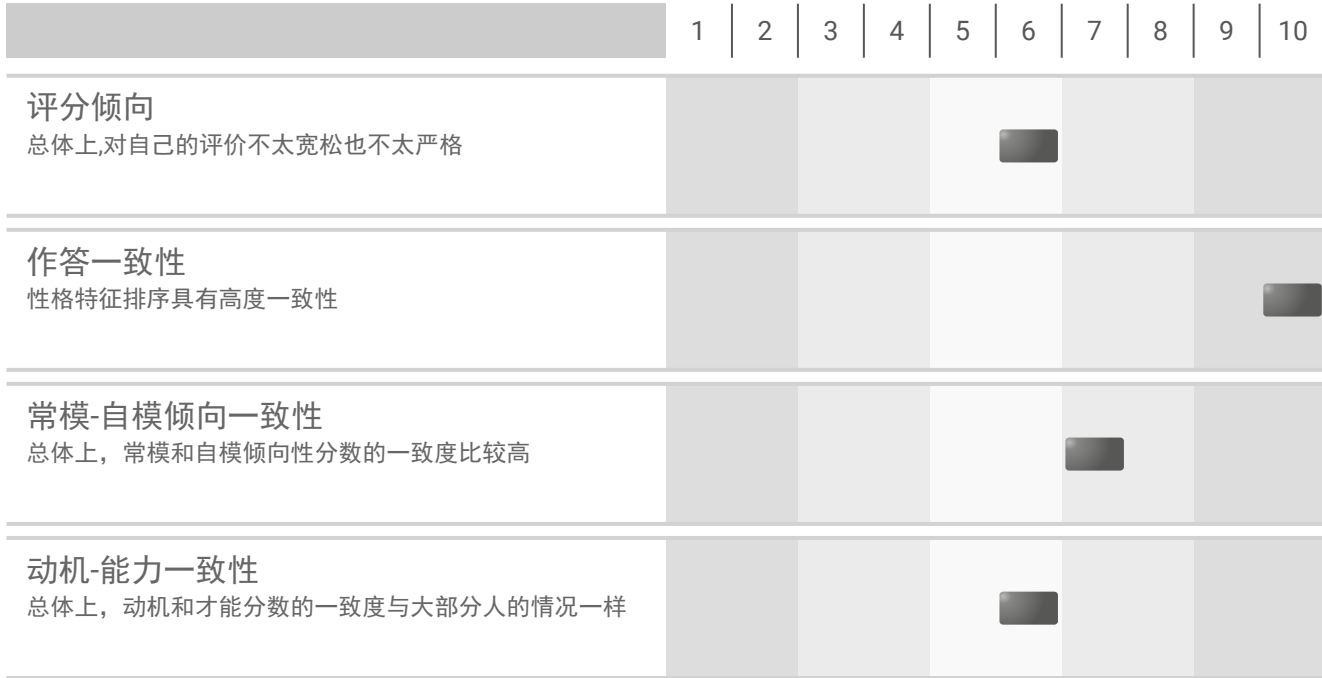 1 2 3 4 5 6 7 8 9 10
评分倾向
总体上,对自己的评价不太宽松也不太严格
作答一致性
性格特征排序具有高度一致性
常模-自模倾向一致性
总体上，常模和自模倾向性分数的一致度比较高
动机-能力一致性
总体上，动机和才能分数的一致度与大部分人的情况一样